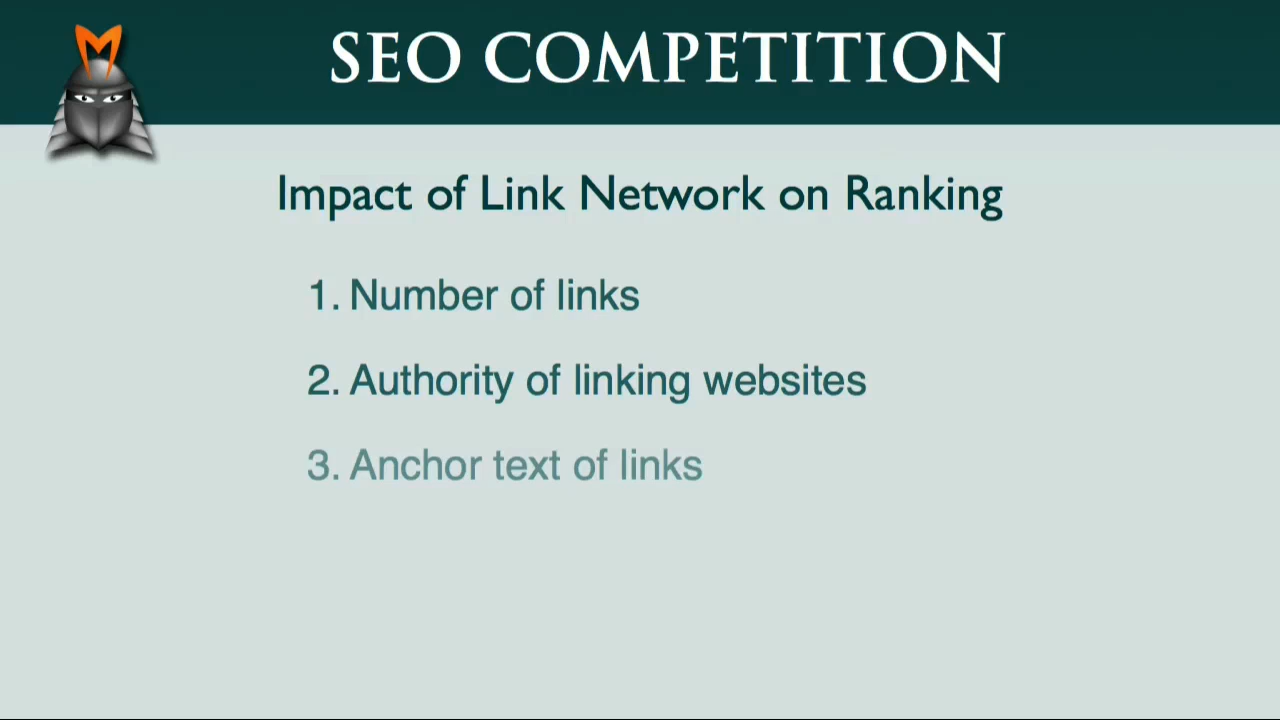 SEO COMPETITION
Impact of Link Network on Ranking
1. Number of links
2. Authority of linking websites
3. Anchor text of links